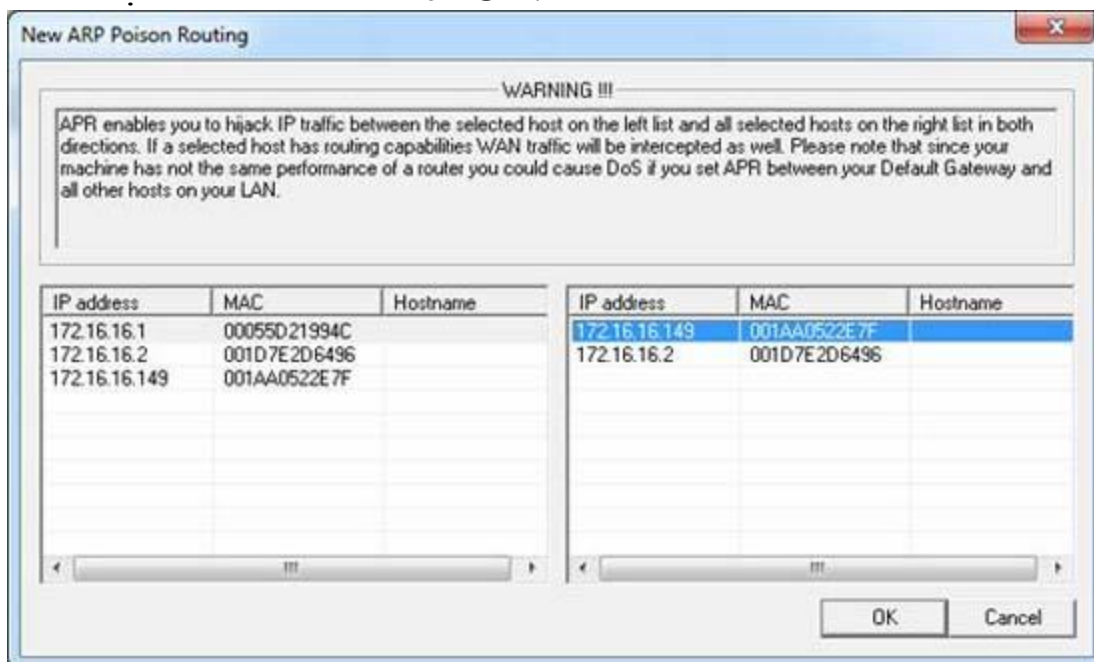 New ARP Poison Routing
WARNING !!!
APR enables you to hijack IP traffic between the selected host on the left list and all selected hosts on the right list in both
directions. If a selected host has routing capabilities WAN traffic will be intercepted as well. Please note that since your
machine has not the same performance of a router you could cause DoS if you set APR between your Default Gateway and
all other hosts on your LAN.
IP address MAC Hostname
172.16.16.1 00055D21994C
172.16.16.2 001D7E2D6496
172.16.16.149 001AA0522E7F
IP address MAC Hostname
172.16.16.149 001AA0522E7F
172.16.16.2 001D7E2D6496
OK Cancel